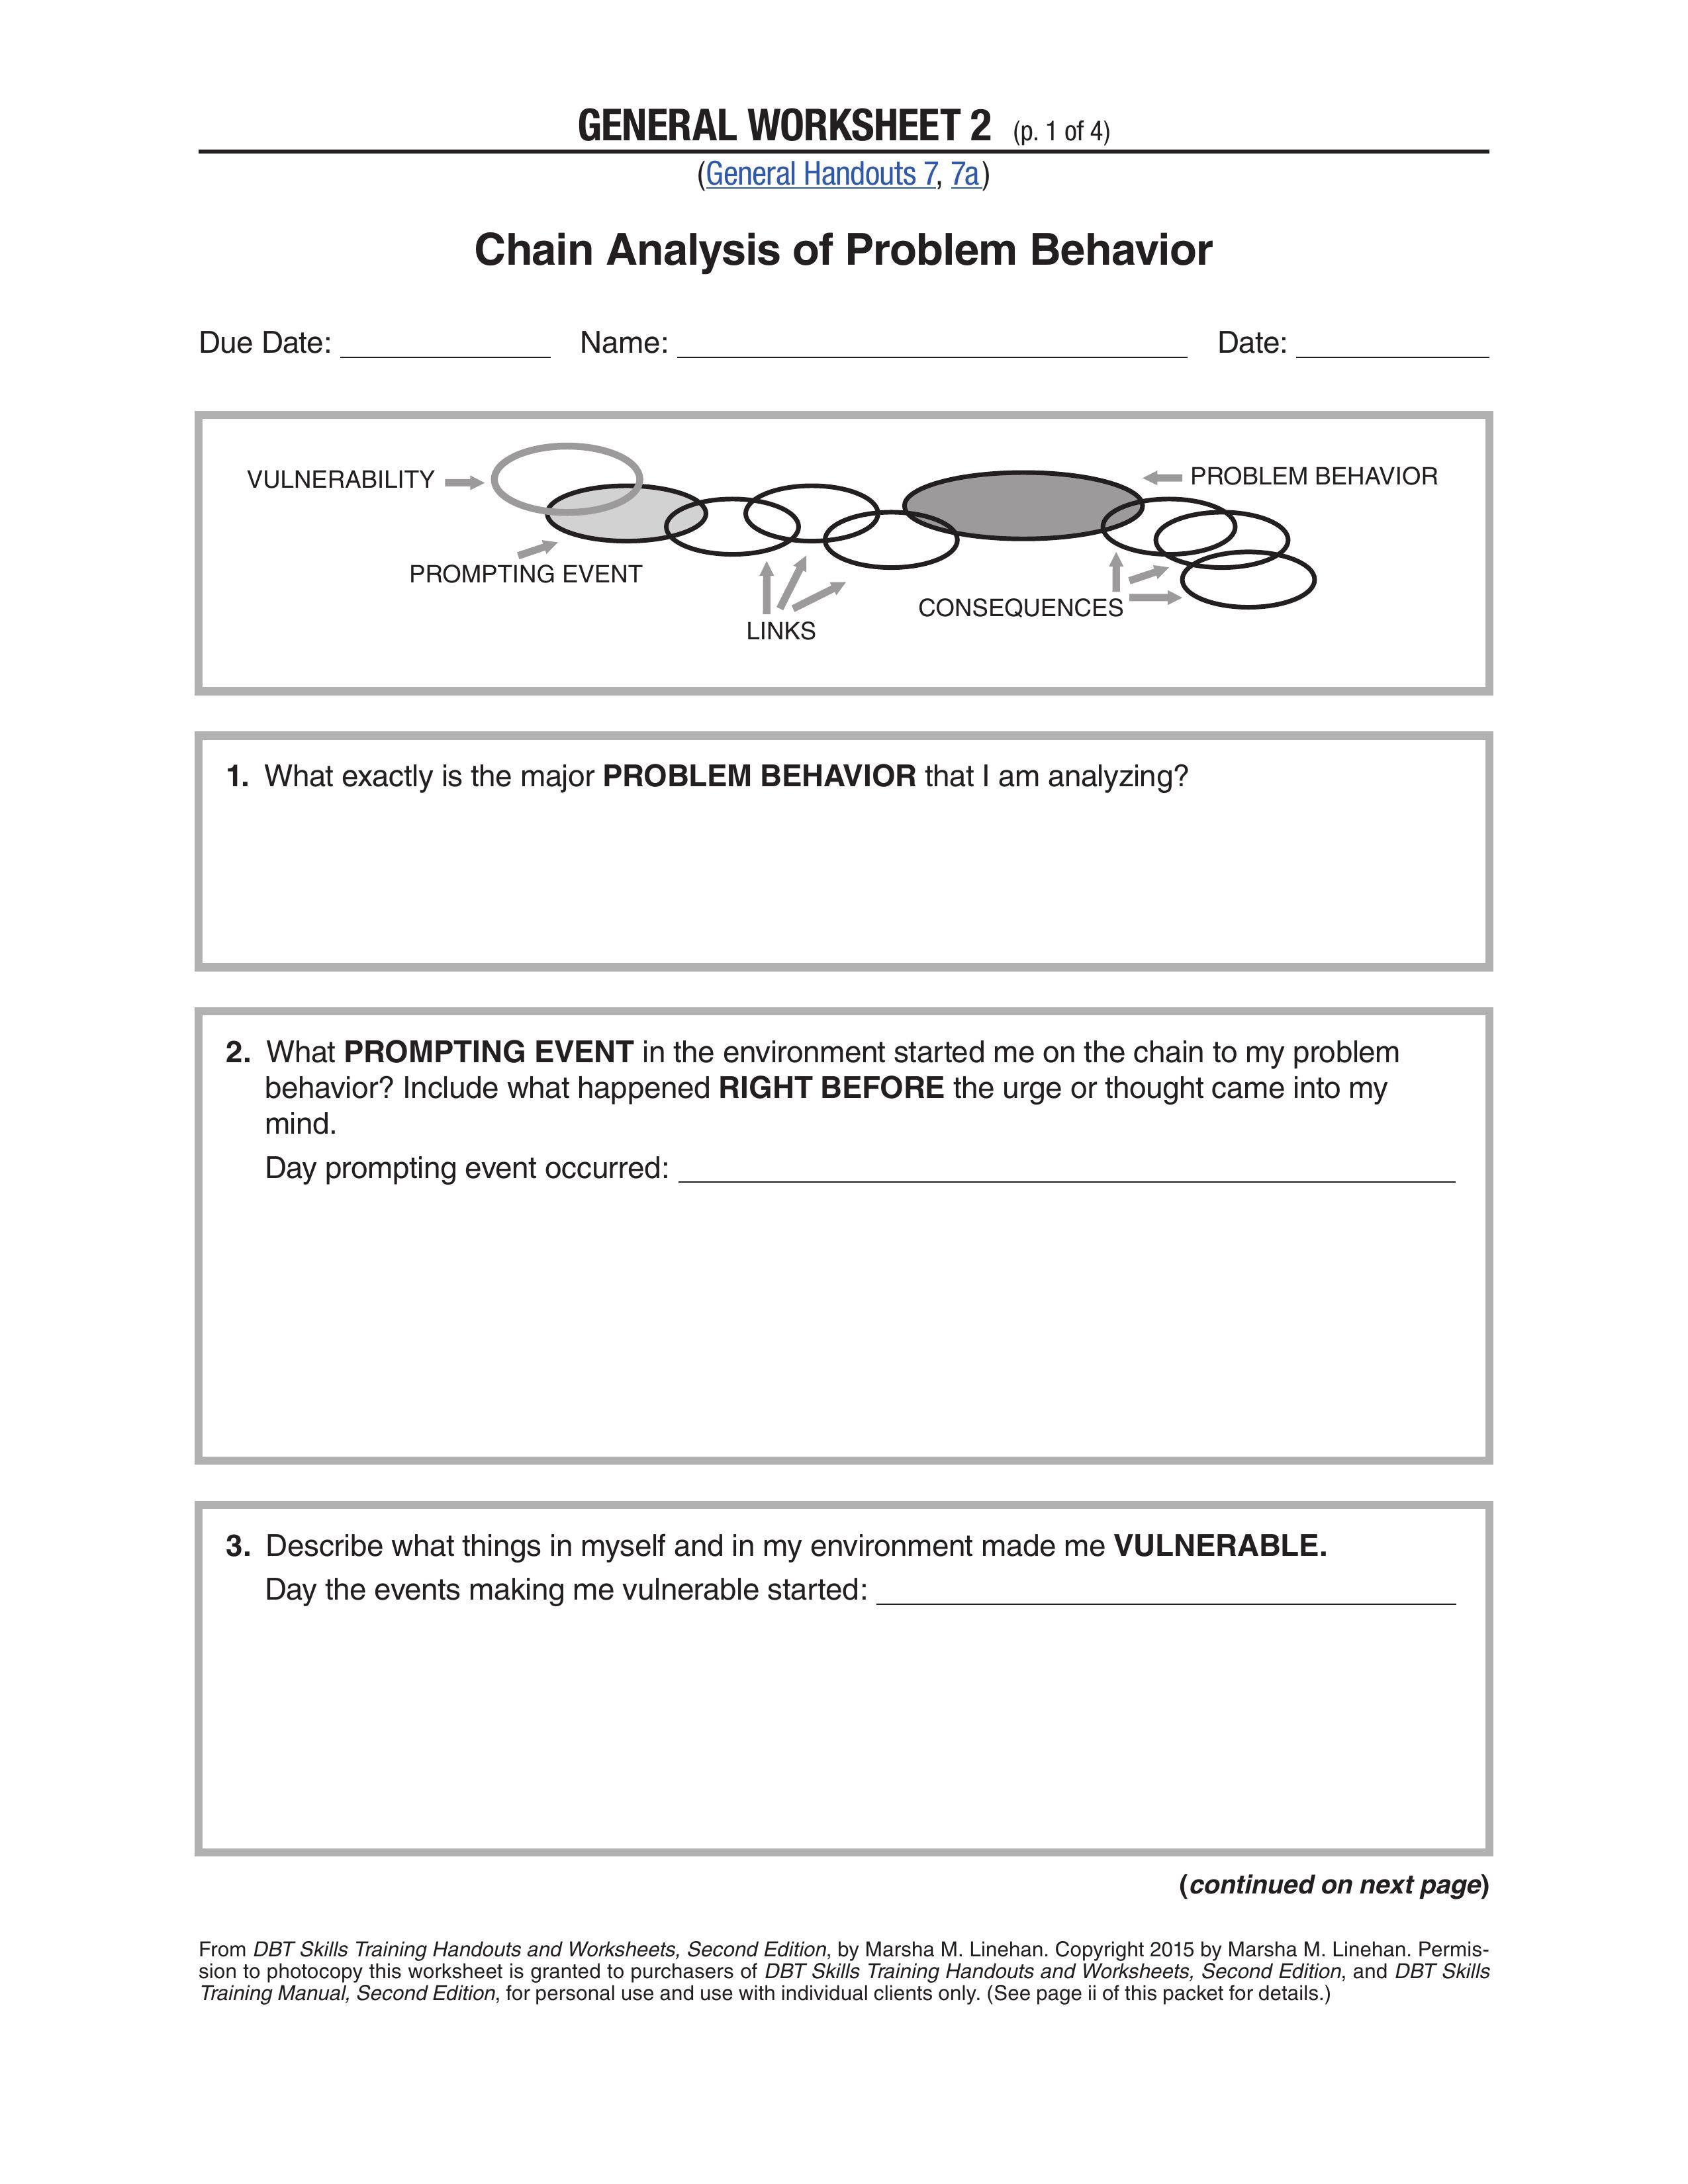 GENERAL WORKSHEET 2 (p. 1 of 4)
(General Handouts 7, 7a)
Chain Analysis of Problem Behavior
Due Date: Name: Date:
VULNERABILITY
PROBLEM BEHAVIOR
PROMPTING EVENT
LINKS
CONSEQUENCES
1. What exactly is the major PROBLEM BEHAVIOR that I am analyzing?
2. What PROMPTING EVENT in the environment started me on the chain to my problem
behavior? Include what happened RIGHT BEFORE the urge or thought came into my
mind.
Day prompting event occurred:
3. Describe what things in myself and in my environment made me VULNERABLE.
Day the events making me vulnerable started:
(continued on next page)
From DBT Skills Training Handouts and Worksheets, Second Edition, by Marsha M. Linehan. Copyright 2015 by Marsha M. Linehan. Permis-
sion to photocopy this worksheet is granted to purchasers of DBT Skills Training Handouts and Worksheets, Second Edition, and DBT Skills
Training Manual, Second Edition, for personal use and use with individual clients only. (See page ii of this packet for details.)